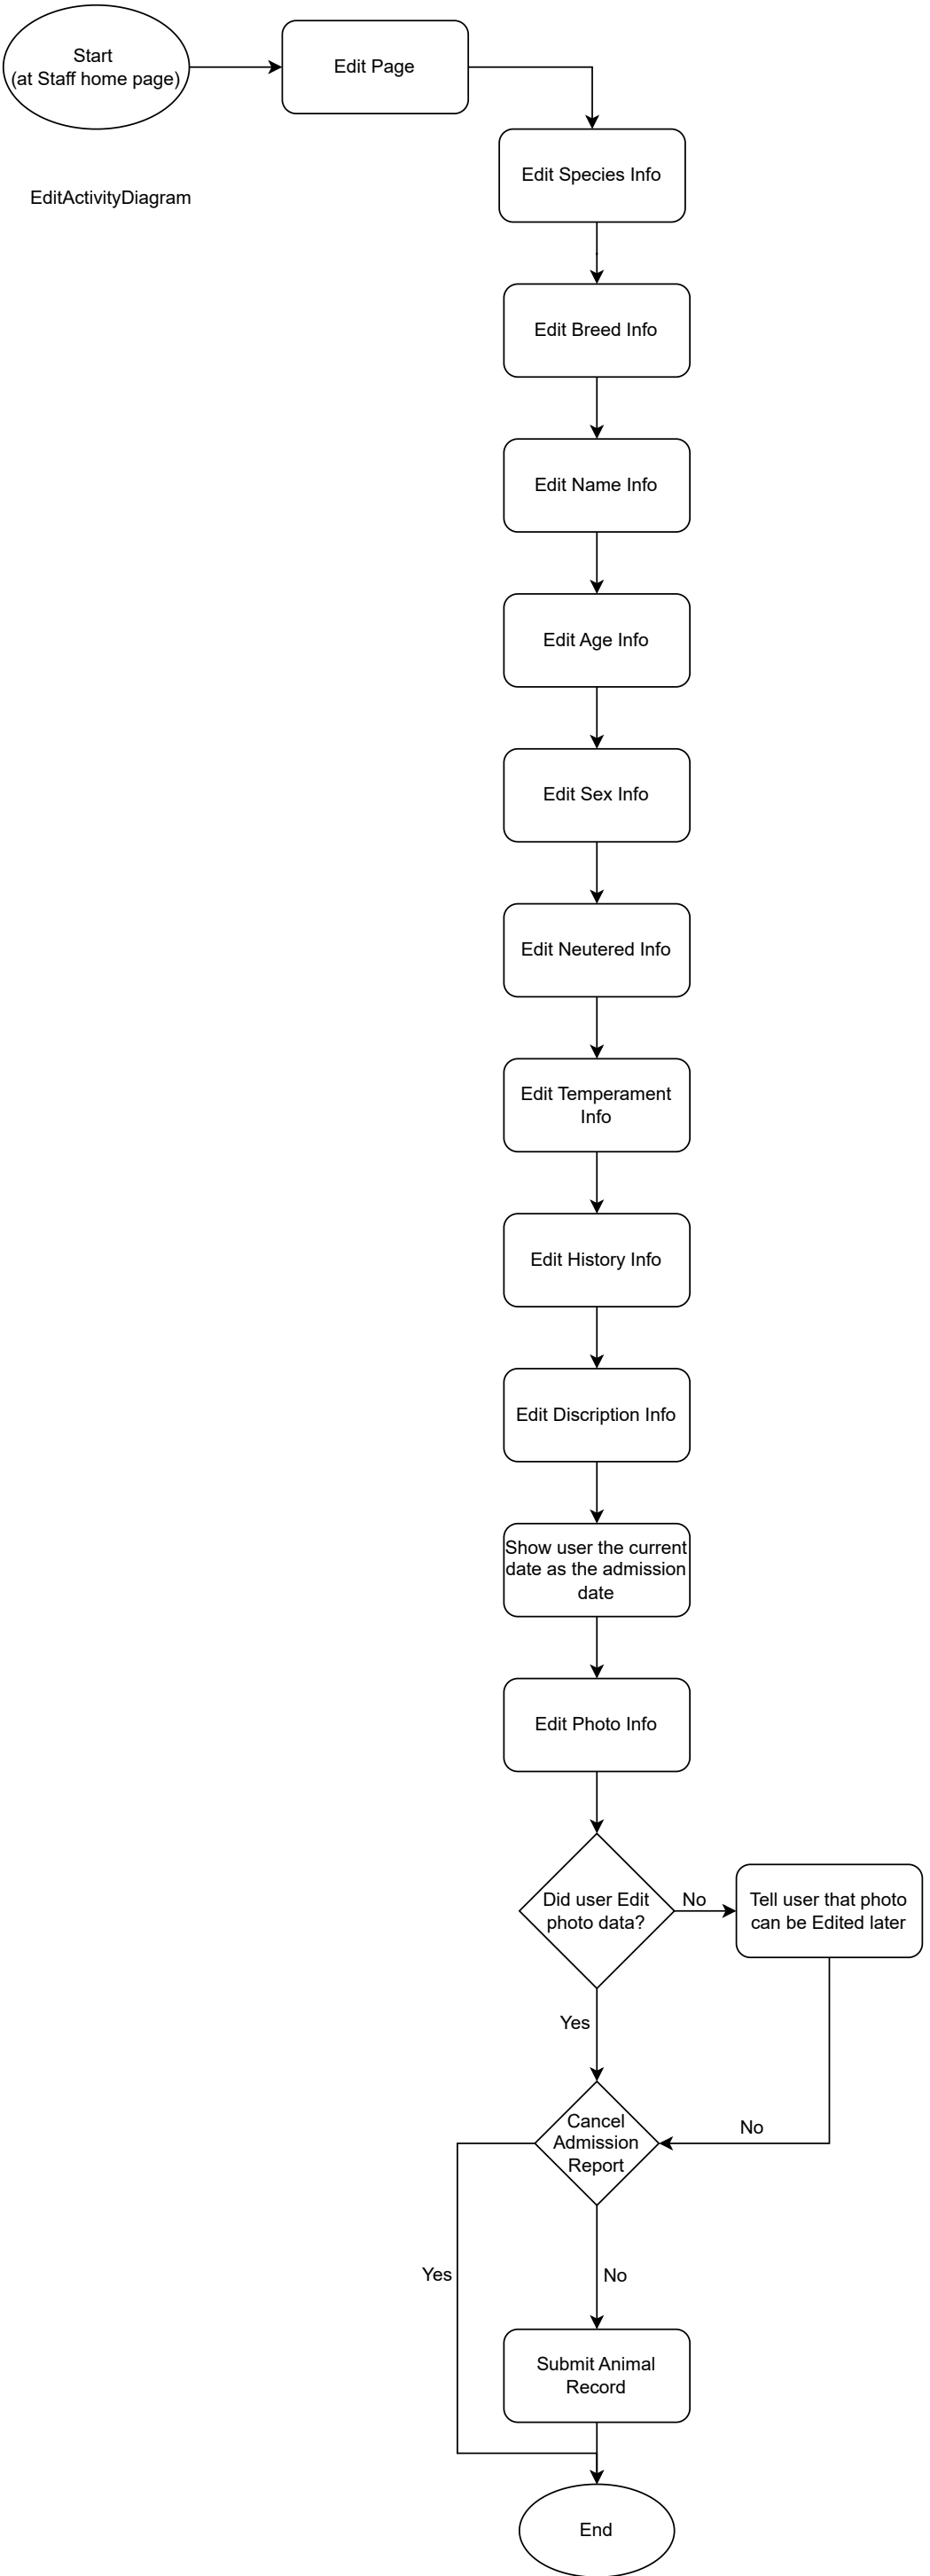 Start
(at Staff home page)
Edit Page
EditActivityDiagram
Edit Species Info
Edit Breed Info
Edit Name Info
Edit Age Info
Edit Sex Info
Edit Neutered Info
Edit Temperament
Info
Edit History Info
Edit Discription Info
Show user the current
date as the admission
date
Edit Photo Info
Did user Edit
photo data?
No
Tell user that photo
can be Edited later
Yes
Cancel
Admission
Report
No
Yes
No
Submit Animal
Record
End